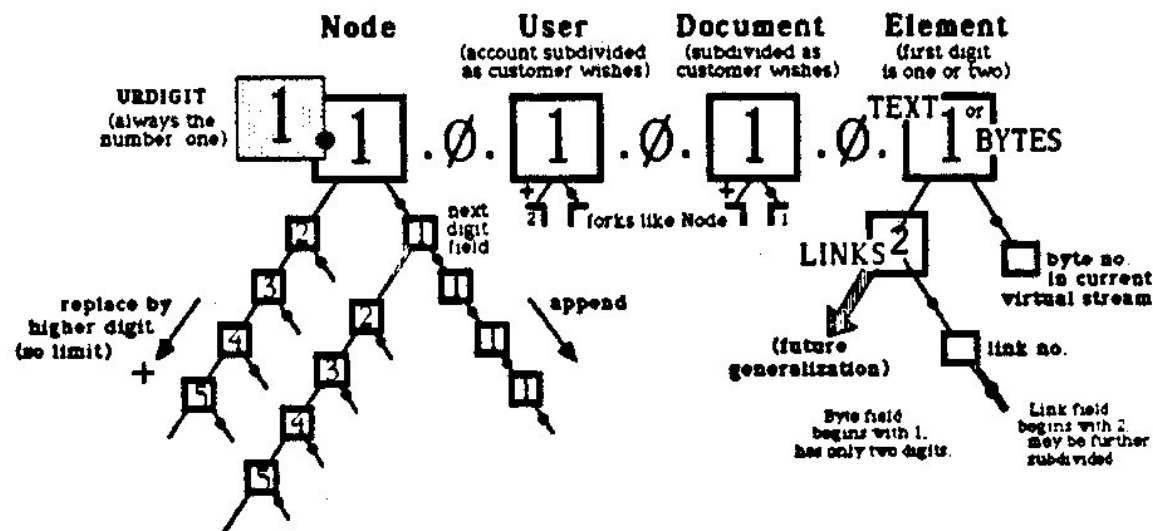 Node
User
(account subdivided
as customer wishes)
Document
(subdivided as
customer wishes)
Element
(first digit
is one or two)
URDIGIT
(always the
number one)
1
1 .Ø. 1 .Ø. 1 .Ø. 1
TEXT or
BYTES
+
2
forks like Node
+
1
2
1
next
digit
field
3
1
4
2
1
5
3
1
4
5
replace by
higher digit
(no limit)
+
append
LINKS 2
byte no.
in current
virtual stream
(future
generalization)
link no.
Byte field
begins with 1,
has only two digits.
Link field
begins with 2,
may be further
subdivided